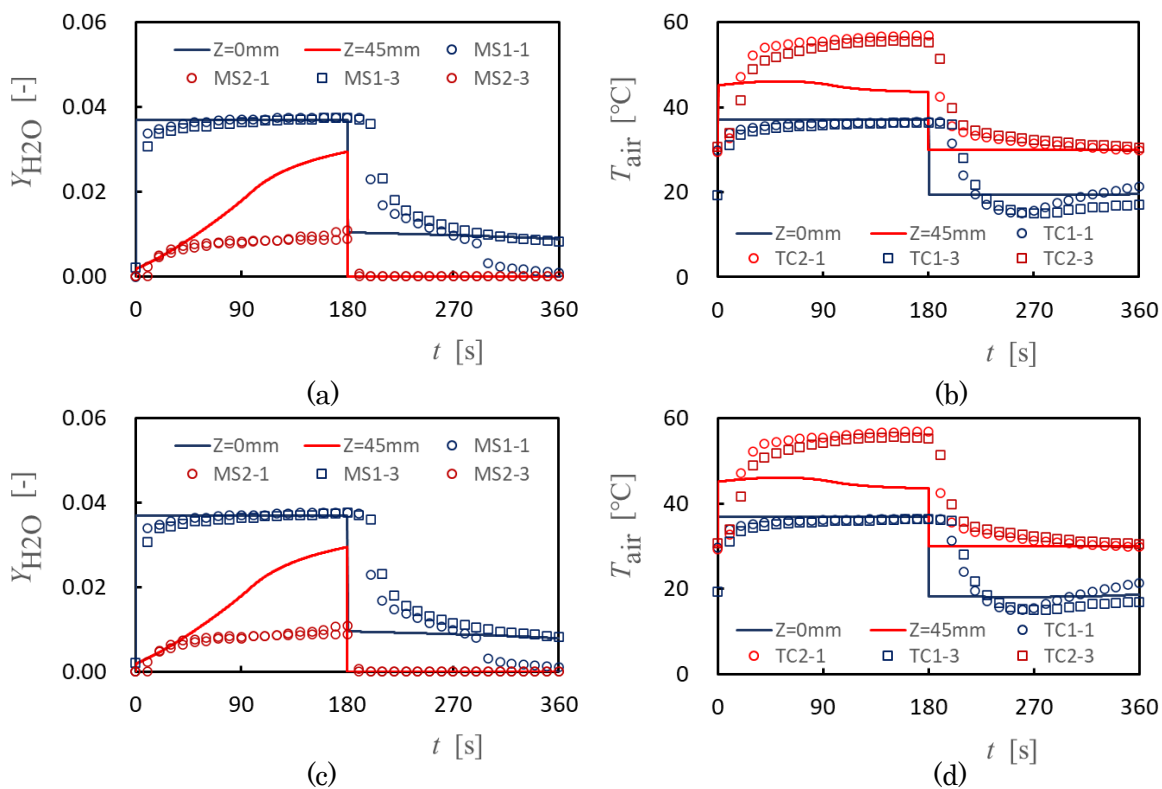 0.06
0.04
0.02
0.00
Y_H2O [-]
Z=0mm Z=45mm MS1-1
MS2-1 MS1-3 MS2-3
0 90 180 270 360
t [s]
(a)
60
40
20
0
T_air [°C]
Z=0mm Z=45mm TC1-1
TC2-1 TC1-3 TC2-3
0 90 180 270 360
t [s]
(b)
0.06
0.04
0.02
0.00
Y_H2O [-]
Z=0mm Z=45mm MS1-1
MS2-1 MS1-3 MS2-3
0 90 180 270 360
t [s]
(c)
60
40
20
0
T_air [°C]
Z=0mm Z=45mm TC1-1
TC2-1 TC1-3 TC2-3
0 90 180 270 360
t [s]
(d)